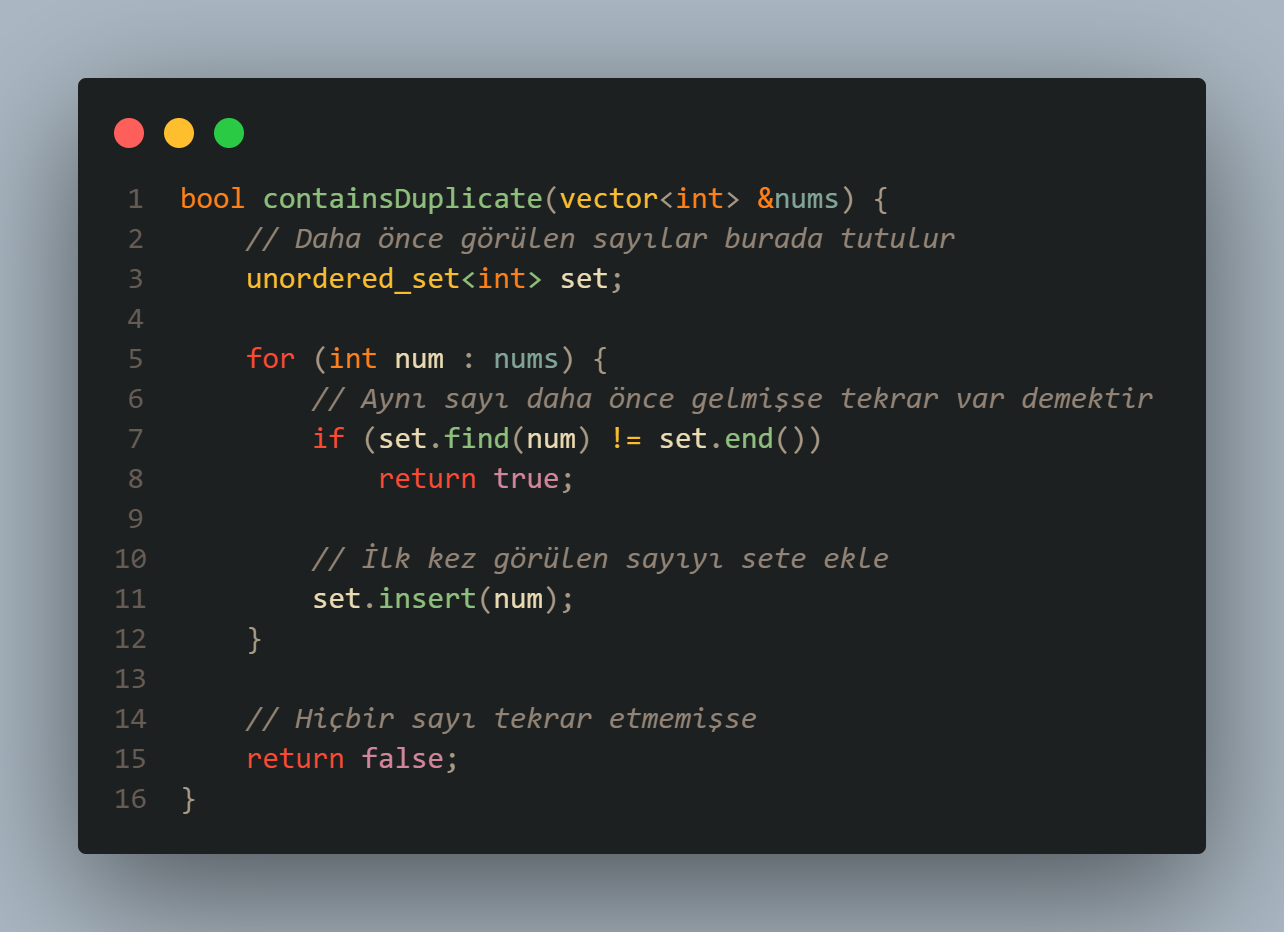 1 bool containsDuplicate(vector<int> &nums) {
2     // Daha önce görülen sayılar burada tutulur
3     unordered_set<int> set;
4
5     for (int num : nums) {
6         // Aynı sayı daha önce gelmişse tekrar var demektir
7         if (set.find(num) != set.end())
8             return true;
9
10         // İlk kez görülen sayıyı sete ekle
11         set.insert(num);
12     }
13
14     // Hiçbir sayı tekrar etmemişse
15     return false;
16 }